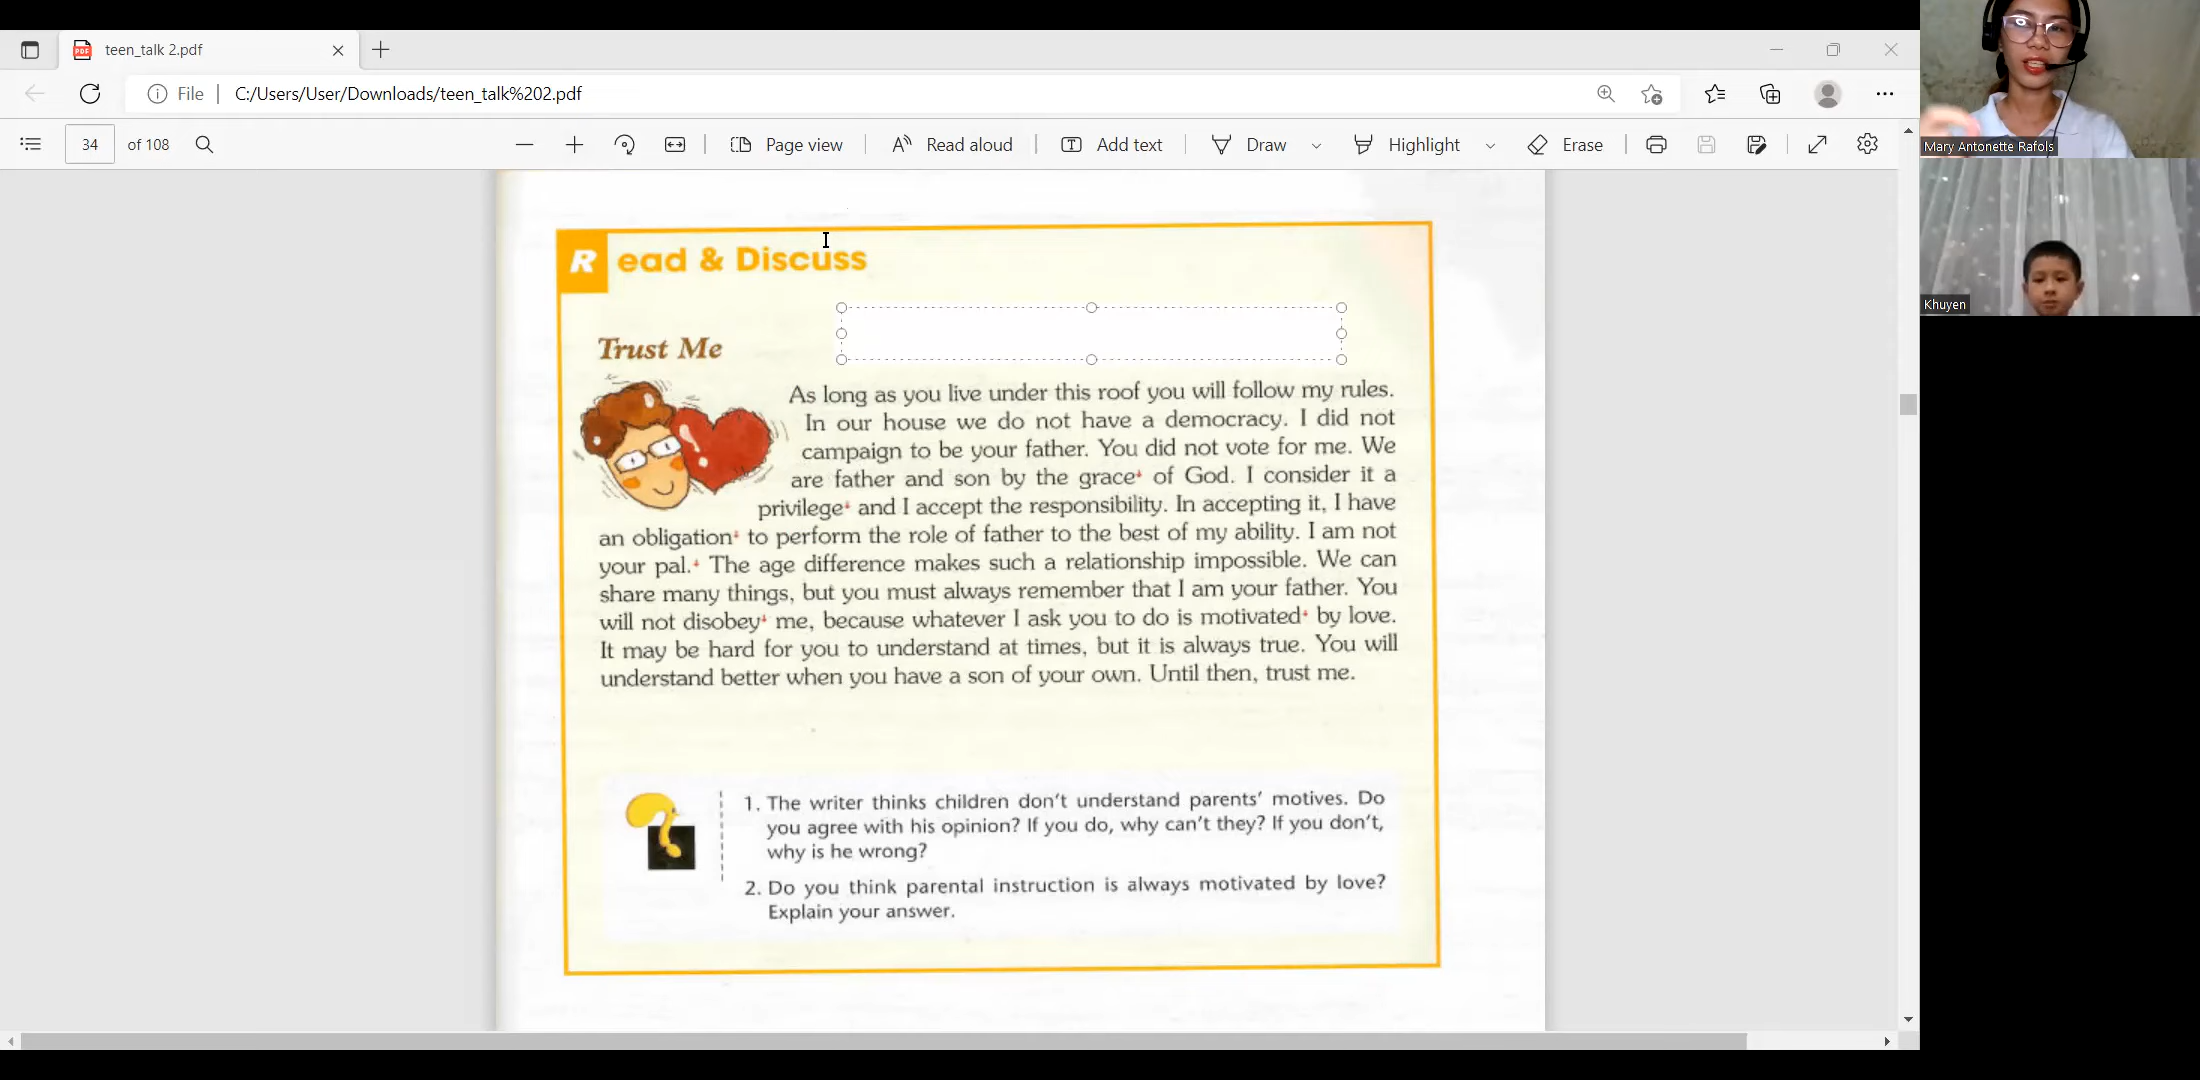 teen_talk 2.pdf
File
C:/Users/User/Downloads/teen_talk%202.pdf
34 of 108
Page view
Read aloud
Add text
Draw
Highlight
Erase
Mary Antonette Rafols
Khuyen
Read & Discuss
Trust Me
As long as you live under this roof you will follow my rules.
In our house we do not have a democracy. I did not
campaign to be your father. You did not vote for me. We
are father and son by the grace of God. I consider it a
privilege and I accept the responsibility. In accepting it, I have
an obligation to perform the role of father to the best of my ability. I am not
your pal. The age difference makes such a relationship impossible. We can
share many things, but you must always remember that I am your father. You
will not disobey me, because whatever I ask you to do is motivated by love.
It may be hard for you to understand at times, but it is always true. You will
understand better when you have a son of your own. Until then, trust me.
1. The writer thinks children don't understand parents' motives. Do
you agree with his opinion? If you do, why can't they? If you don't,
why is he wrong?
2. Do you think parental instruction is always motivated by love?
Explain your answer.